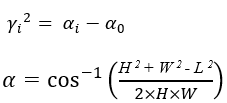 γᵢ² = αᵢ − α₀
α = cos⁻¹ ((H² + W² - L²) / (2×H×W))